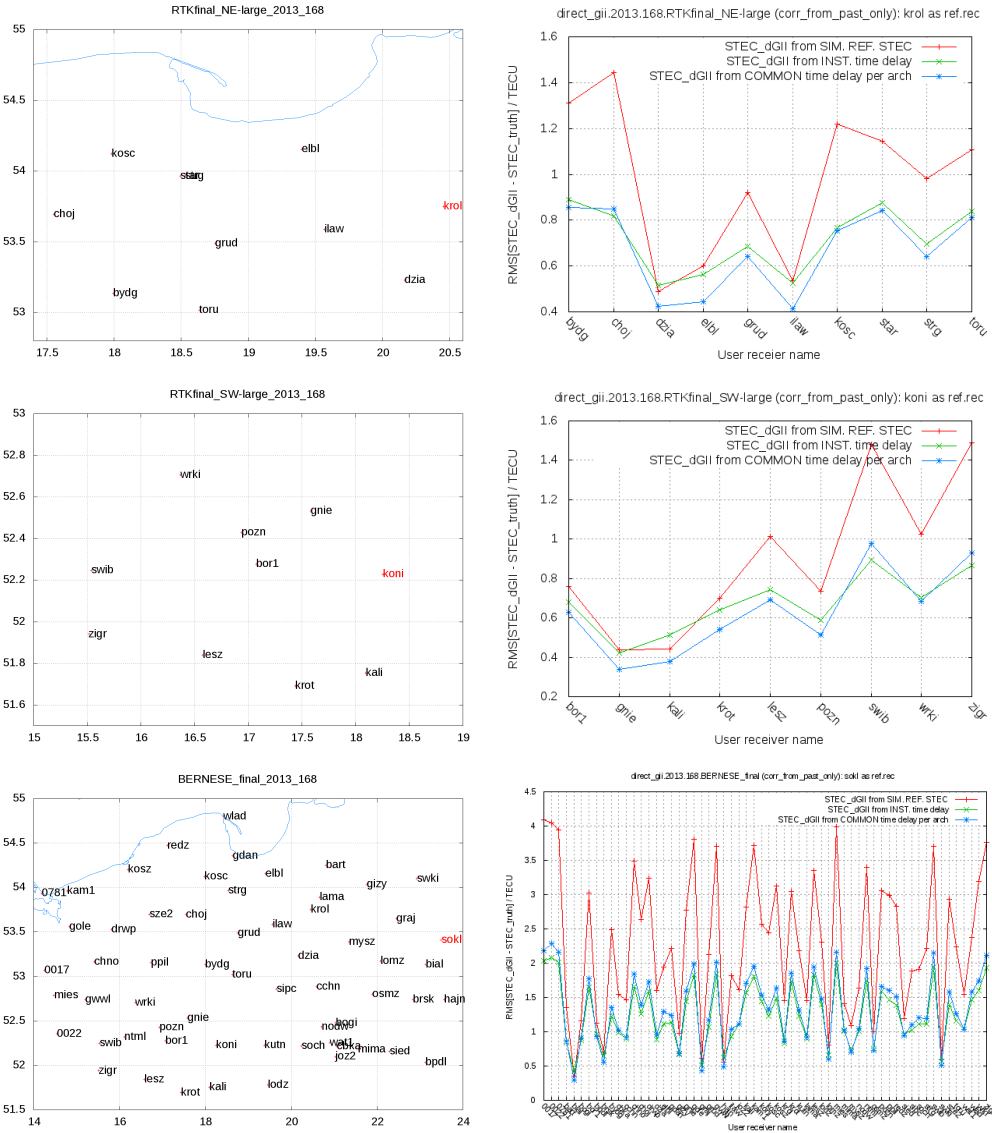 RTKfinal_NE-large_2013_168
55
54.5
54
53.5
53
17.5 18 18.5 19 19.5 20 20.5
kosc
elbl
strg
choj
krol
ilaw
grud
dzia
bydg
toru
direct_gii.2013.168.RTKfinal_NE-large (corr_from_past_only): krol as ref.rec
STEC_dGII from SIM. REF. STEC
STEC_dGII from INST. time delay
STEC_dGII from COMMON time delay per arch
RMS[STEC_dGII - STEC_truth] / TECU
1.6
1.4
1.2
1
0.8
0.6
0.4
bydg choj dzia elbl grud ilaw kosc star strg toru
User receier name
RTKfinal_SW-large_2013_168
53
52.8
52.6
52.4
52.2
52
51.8
51.6
15 15.5 16 16.5 17 17.5 18 18.5 19
wrki
gnie
pozn
bor1
swib
koni
zigr
lesz
kali
krot
direct_gii.2013.168.RTKfinal_SW-large (corr_from_past_only): koni as ref.rec
STEC_dGII from SIM. REF. STEC
STEC_dGII from INST. time delay
STEC_dGII from COMMON time delay per arch
RMS[STEC_dGII - STEC_truth] / TECU
1.6
1.4
1.2
1
0.8
0.6
0.4
0.2
bor1 gnie kali krot lesz pozn swib wrki zigr
User receiver name
BERNESE_final_2013_168
55
54.5
54
53.5
53
52.5
52
51.5
14 16 18 20 22 24
wlad
redz
gdan
kosz
bart
kosc
elbl
swki
gizy
0781
kam1
strg
lama
sze2
choj
krol
graj
gole
drwp
ilaw
grud
mysz
sokl
dzia
chno
ppil
bydg
lomz
bial
0017
toru
cchn
sipc
mies
gwwl
wrki
osmz
brsk
hajn
gnie
bogi
0022
pozn
nodw
ntml
bor1
swib
koni
kutn
soch
wat1
cbka
mima
sied
joz2
bpdl
zigr
lesz
lodz
kali
krot
direct_gii.2013.168.BERNESE_final (corr_from_past_only): sokl as ref.rec
STEC_dGII from SIM. REF. STEC
STEC_dGII from INST. time delay
STEC_dGII from COMMON time delay per arch
RMS[STEC_dGII - STEC_truth] / TECU
4.5
4
3.5
3
2.5
2
1.5
1
0.5
0
User receiver name